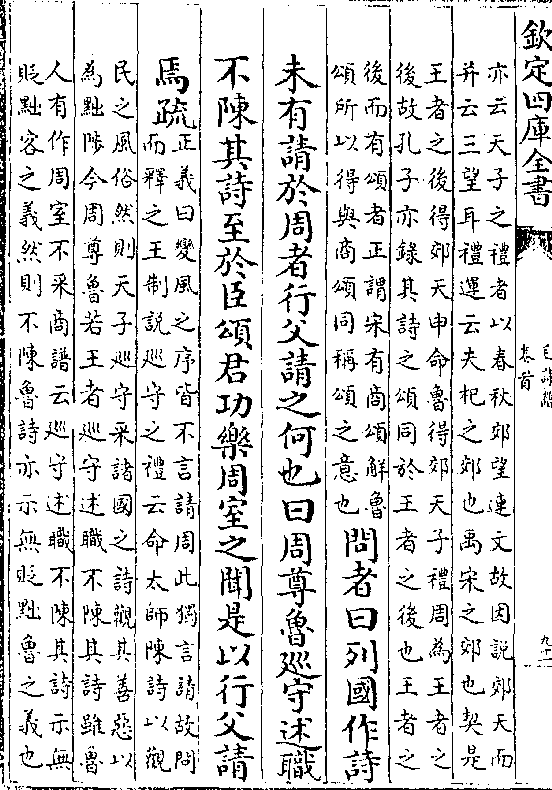 欽定四庫全書
毛詩譜
卷首
九十一
亦云天子之禮者以春秋郊望連文故因説郊天而
并云三望耳禮運云夫杞之郊也禹宋之郊也契是
王者之後得郊天申命魯得郊天子禮周為王者之
後故孔子亦錄其詩之頌同於王者之後也王者之
後而有頌者正謂宋有商頌解魯
頌所以得與商頌同稱頌之意也
問者曰列國作詩
未有請於周者行父請之何也曰周尊魯廵守述職
不陳其詩至於臣頌君功樂周室之聞是以行父請
焉疏
正義曰變風之序皆不言請周此獨言請故問
而釋之王制説廵守之禮云命太師陳詩以觀
民之風俗然則天子廵守采諸國之詩觀其善惡以
為黜陟今周尊魯若王者廵守述職不陳其詩雖魯
人有作周室不采商譜云廵守述職不陳其詩示無
貶黜客之義然則不陳魯詩亦示無貶黜魯之義也